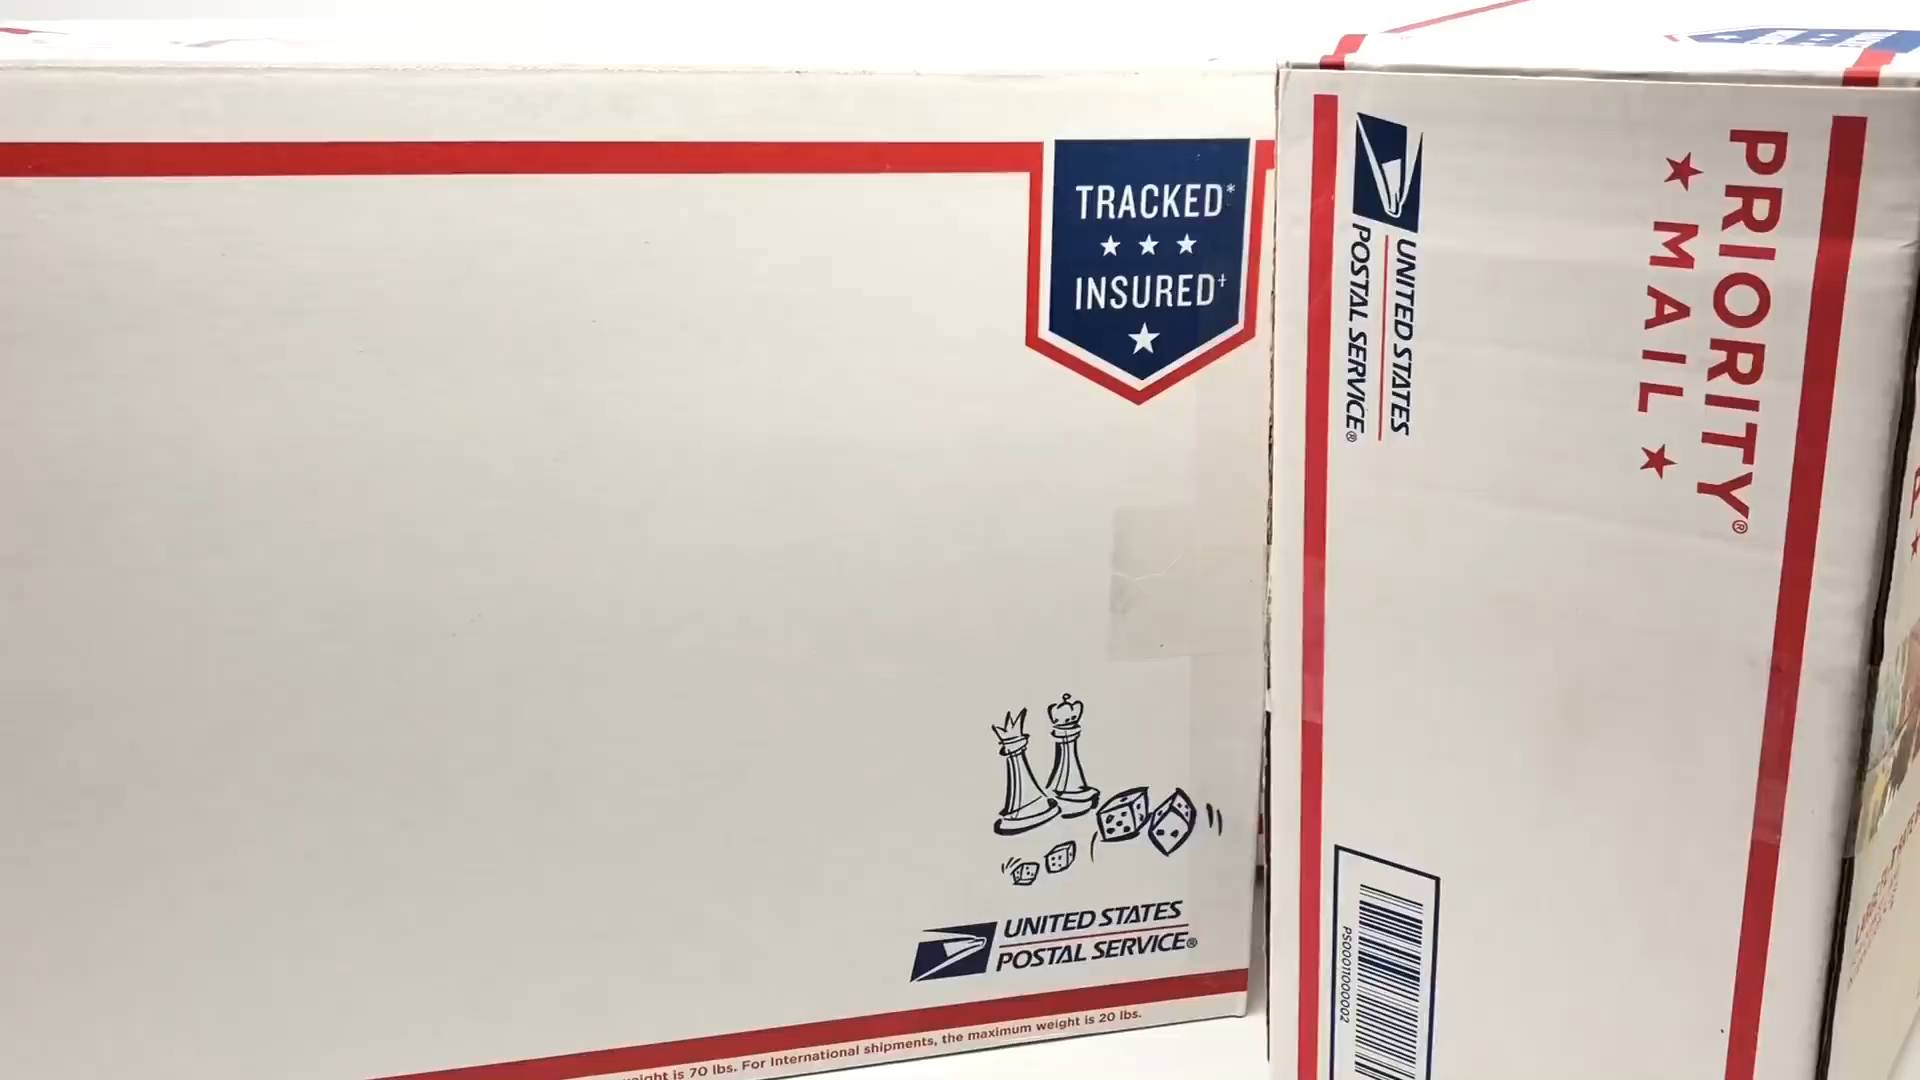 TRACKED*
INSURED+
UNITED STATES
POSTAL SERVICE®
ight is 70 lbs. For International shipments, the maximum weight is 20 lbs.
PRIORITY®
MAIL
UNITED STATES
POSTAL SERVICE®
PS00011000002